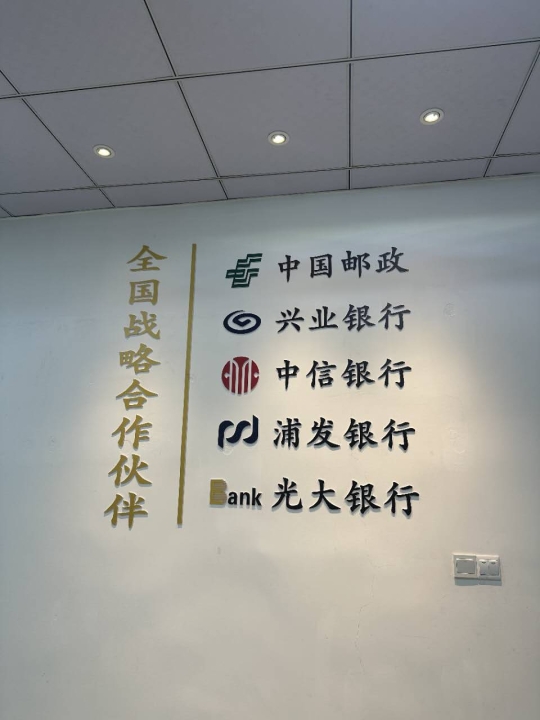 全国战略合作伙伴
中国邮政
兴业银行
中信银行
浦发银行
Bank 光大银行